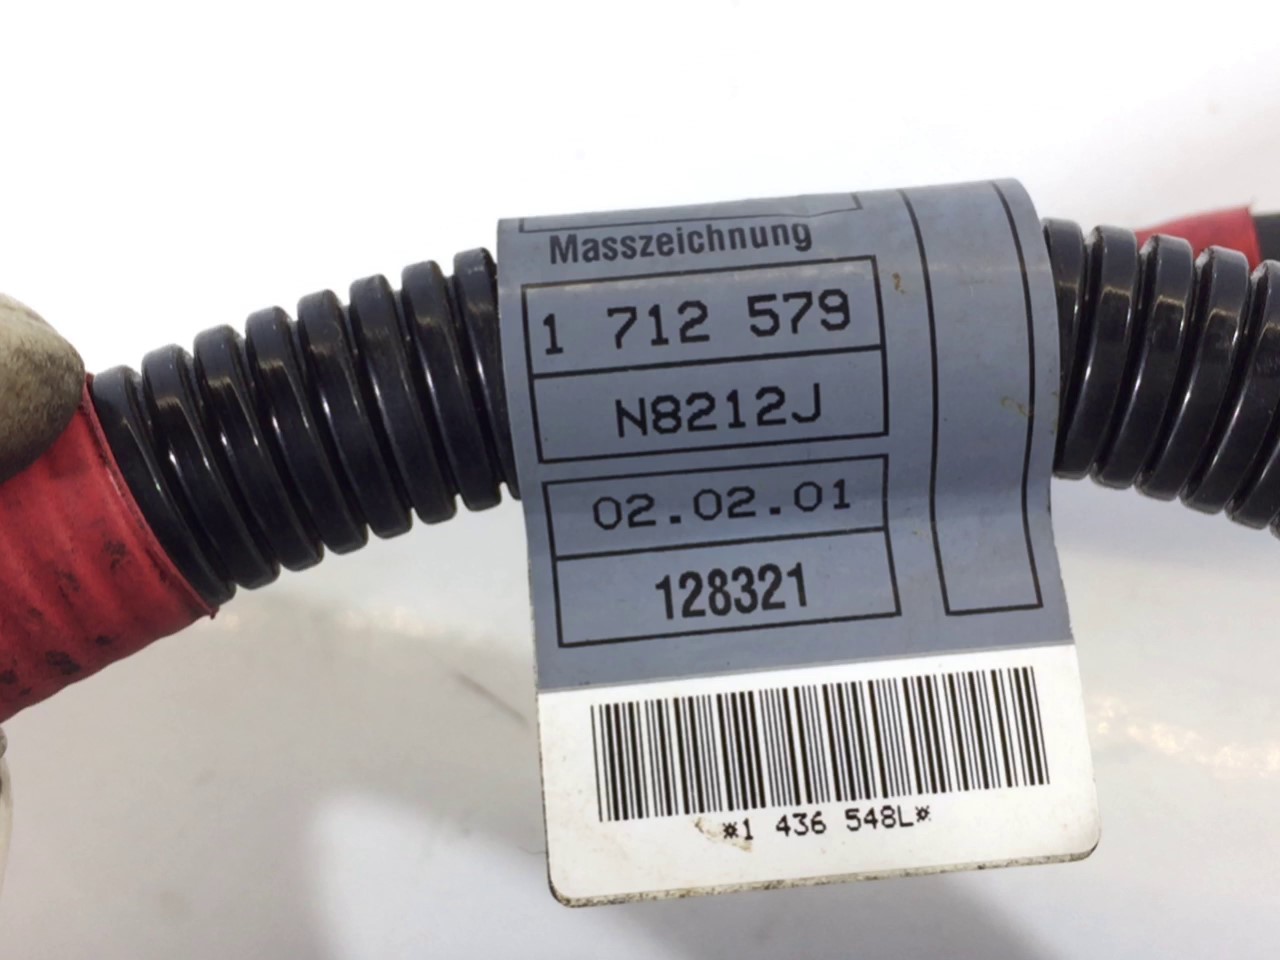 Masszeichnung
1 712 579
N8212J
02.02.01
128321
¤1 436 548L¤